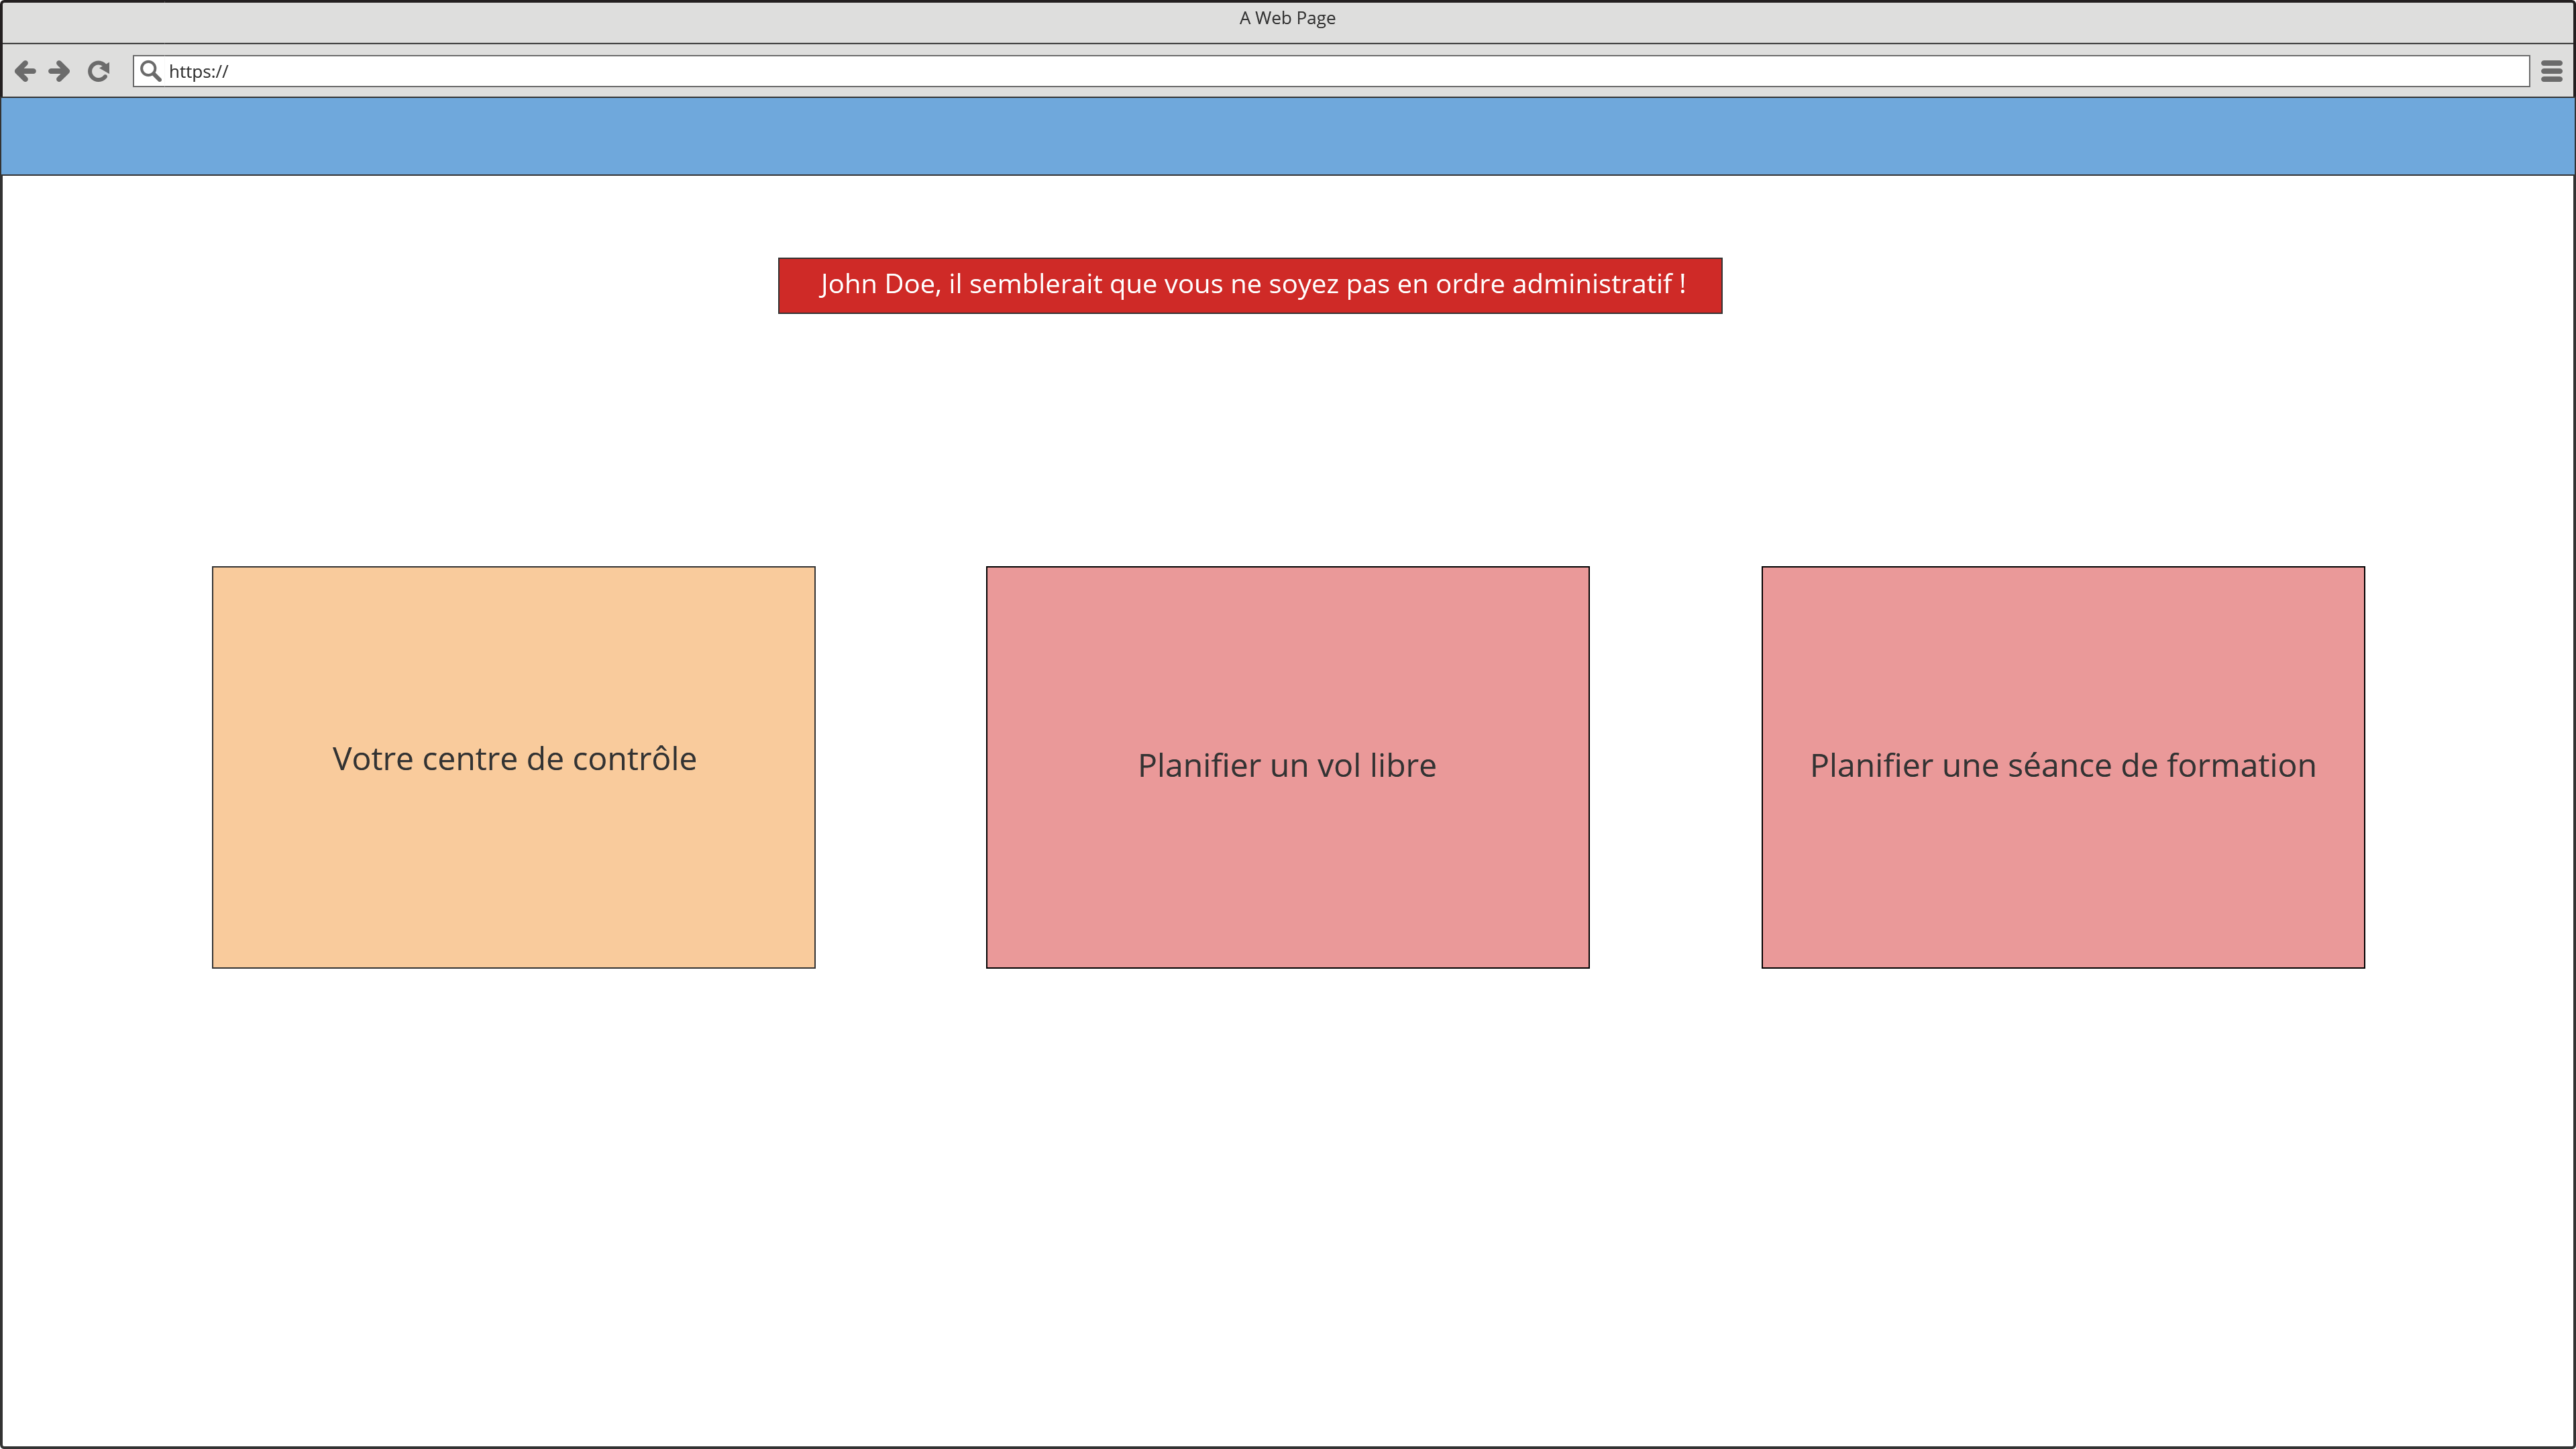 A Web Page
https://
John Doe, il semblerait que vous ne soyez pas en ordre administratif !
Votre centre de contrôle
Planifier un vol libre
Planifier une séance de formation